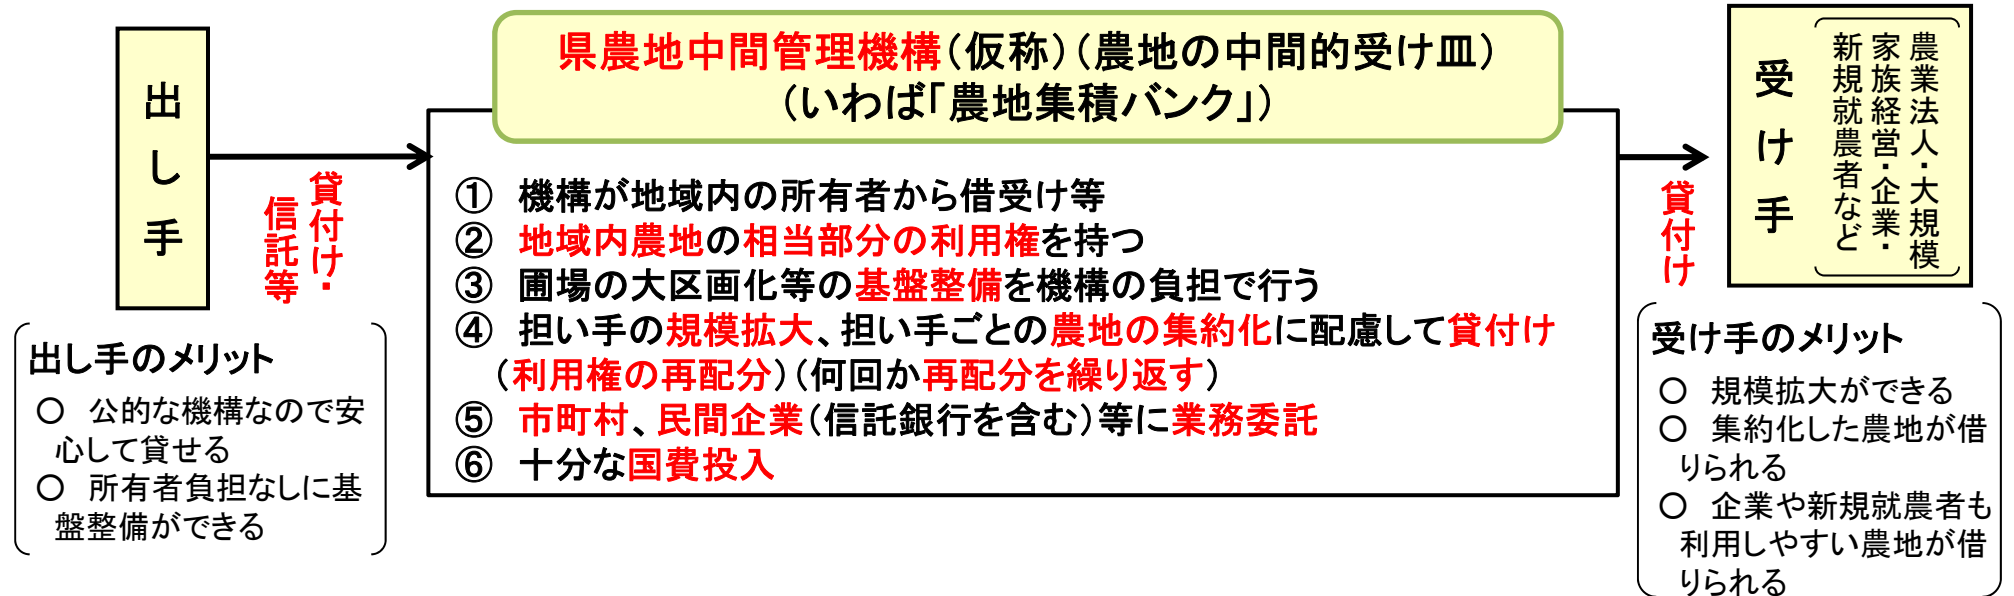 出し手
貸付け・
信託等
出し手のメリット
○ 公的な機構なので安
心して貸せる
○ 所有者負担なしに基
盤整備ができる
県農地中間管理機構(仮称)(農地の中間的受け皿)
(いわば「農地集積バンク」)
① 機構が地域内の所有者から借受け等
② 地域内農地の相当部分の利用権を持つ
③ 圃場の大区画化等の基盤整備を機構の負担で行う
④ 担い手の規模拡大、担い手ごとの農地の集約化に配慮して貸付け
(利用権の再配分)(何回か再配分を繰り返す)
⑤ 市町村、民間企業(信託銀行を含む)等に業務委託
⑥ 十分な国費投入
貸付け
受け手
農業法人・大規模
家族経営・企業・
新規就農者など
受け手のメリット
○ 規模拡大ができる
○ 集約化した農地が借
りられる
○ 企業や新規就農者も
利用しやすい農地が借
りられる